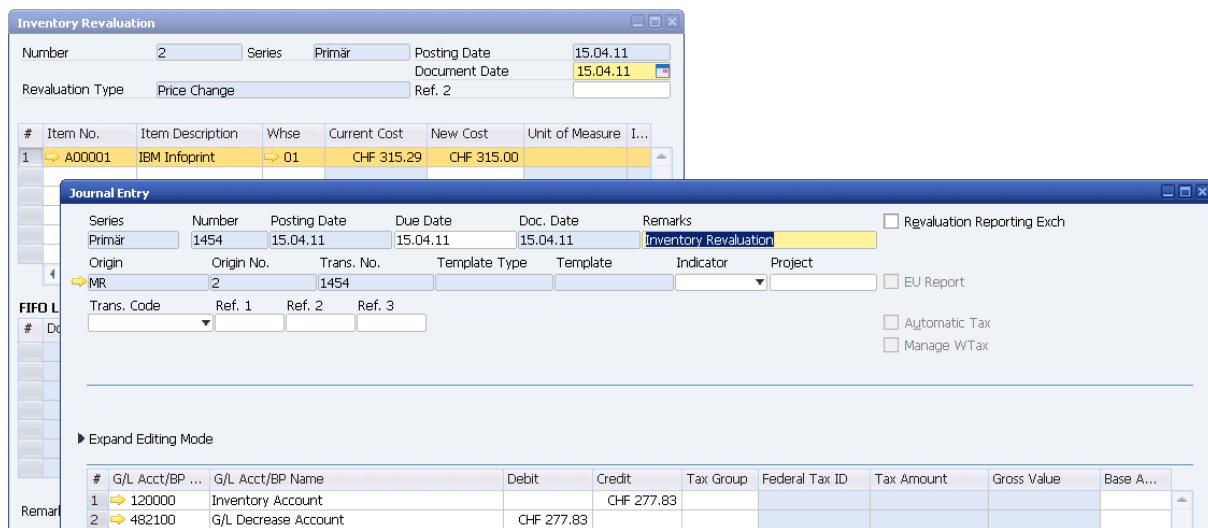 Inventory Revaluation
Number 2 Series Primär Posting Date 15.04.11
Document Date 15.04.11
Revaluation Type Price Change Ref. 2
# Item No. Item Description Whse Current Cost New Cost Unit of Measure I...
1 A00001 IBM Infoprint 01 CHF 315.29 CHF 315.00
Journal Entry
Series Number Posting Date Due Date Doc. Date Remarks Revaluation Reporting Exch
Primär 1454 15.04.11 15.04.11 15.04.11 Inventory Revaluation
Origin Origin No. Trans. No. Template Type Template Indicator Project
MR 2 1454 EU Report
Trans. Code Ref. 1 Ref. 2 Ref. 3
Automatic Tax
Manage WTax
FIFO L
# Do
Expand Editing Mode
# G/L Acct/BP ... G/L Acct/BP Name Debit Credit Tax Group Federal Tax ID Tax Amount Gross Value Base A...
1 120000 Inventory Account CHF 277.83
2 482100 G/L Decrease Account CHF 277.83
Remar